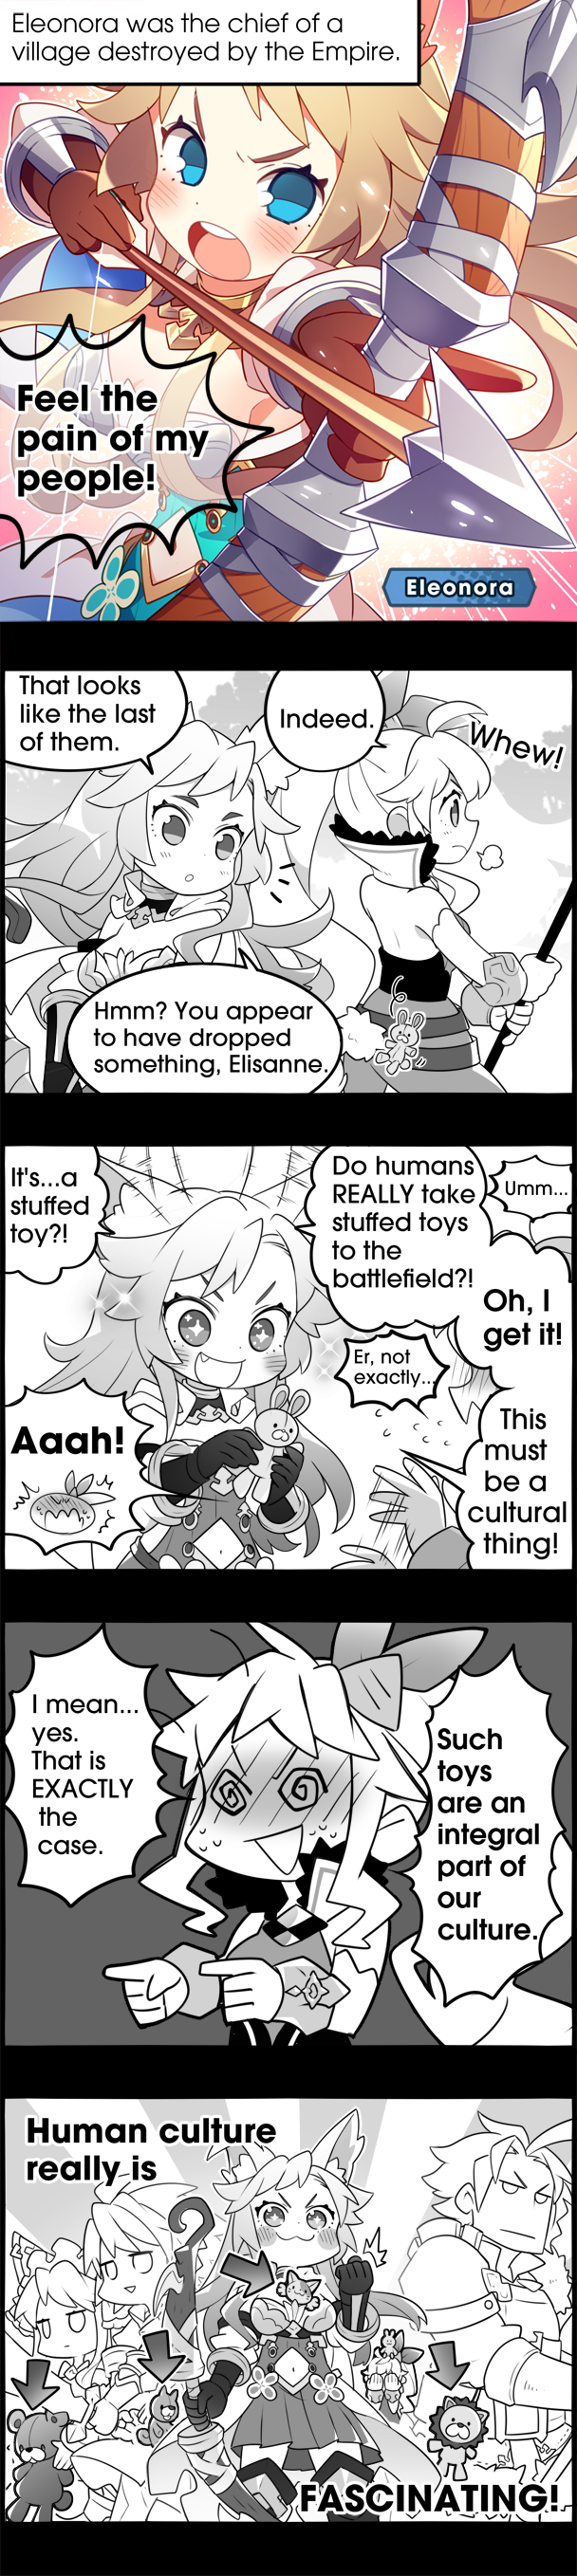 Eleonora was the chief of a
village destroyed by the Empire.
Feel the
pain of my
people!
Eleonora
That looks
like the last
of them.
Indeed.
Whew!
Hmm? You appear
to have dropped
something, Elisanne.
It's...a
stuffed
toy?!
Do humans
REALLY take
stuffed toys
to the
battlefield?!
Umm...
Oh, I
get it!
Er, not
exactly...
Aaah!
This
must
be a
cultural
thing!
I mean...
yes.
That is
EXACTLY
the
case.
Such
toys
are an
integral
part of
our
culture.
Human culture
really is
FASCINATING!